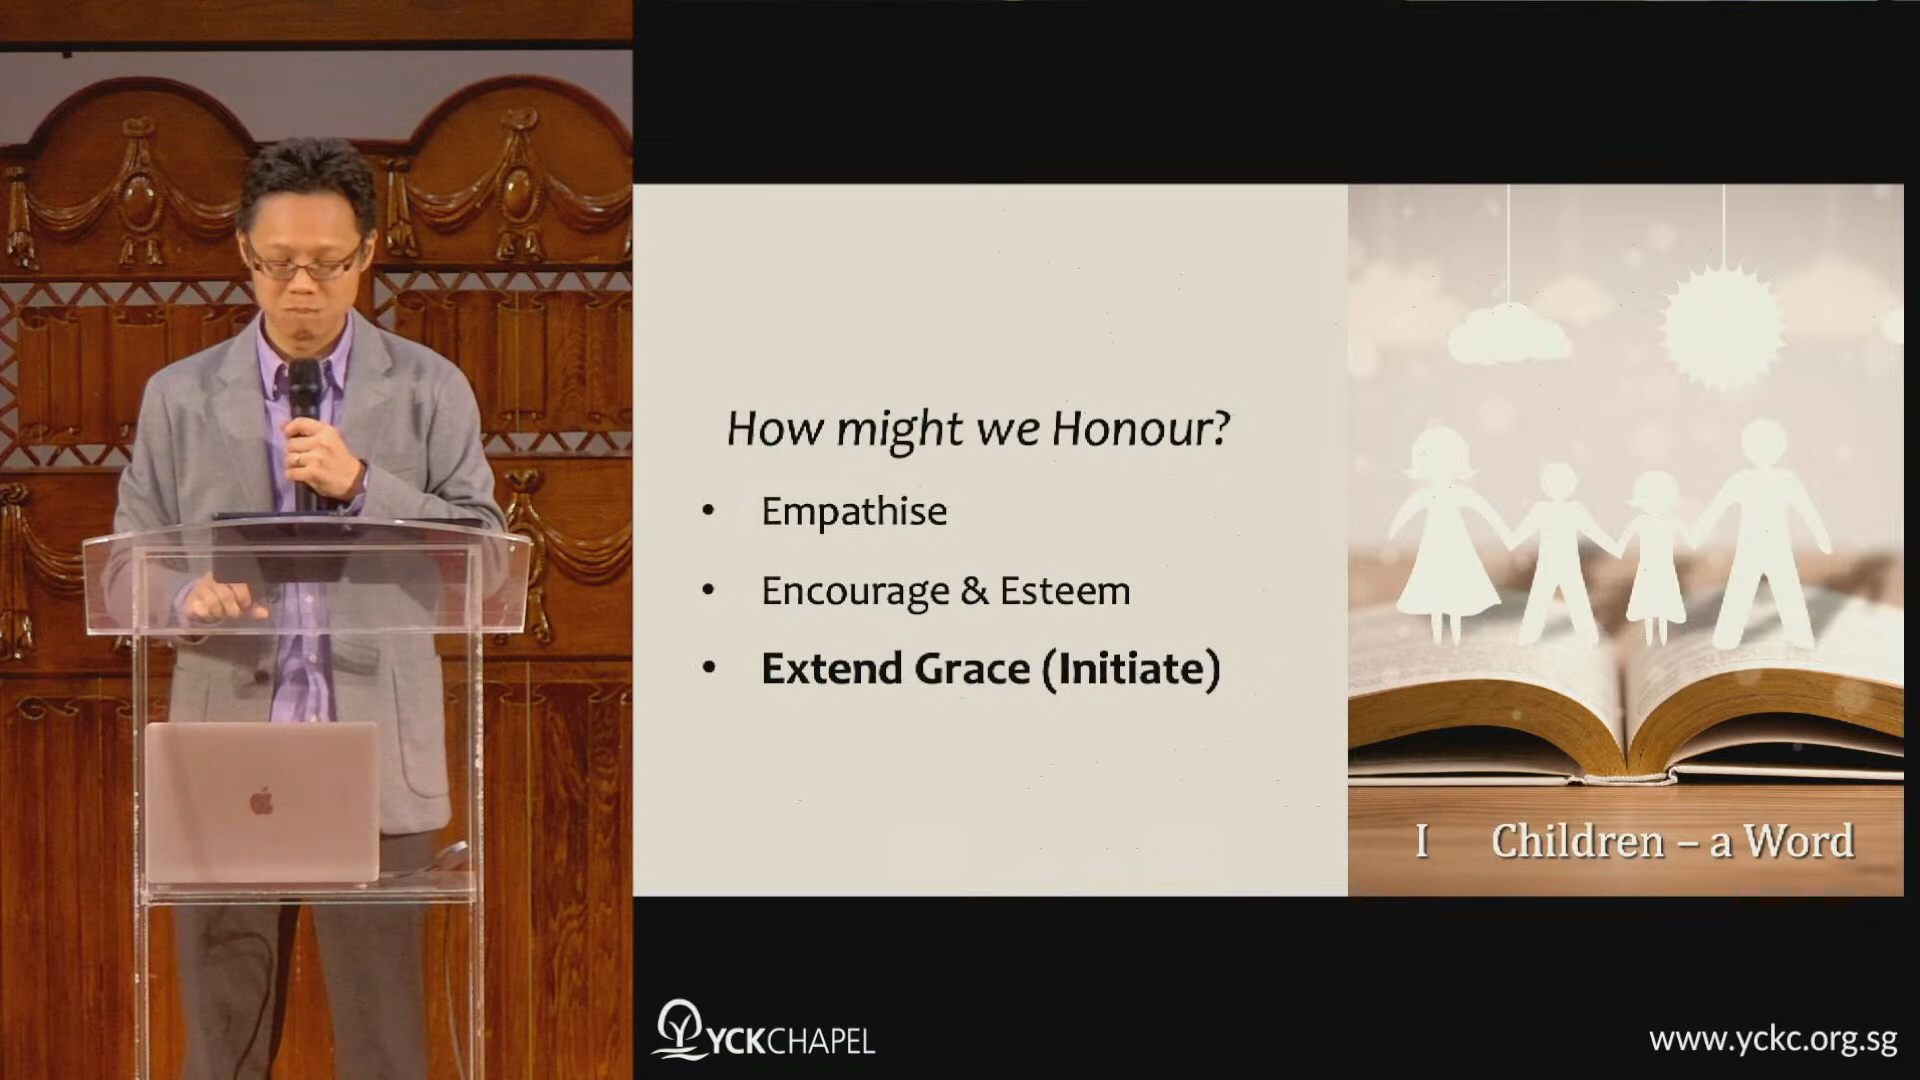 How might we Honour?
• Empathise
• Encourage & Esteem
• Extend Grace (Initiate)
I Children – a Word
YCKCHAPEL
www.yckc.org.sg